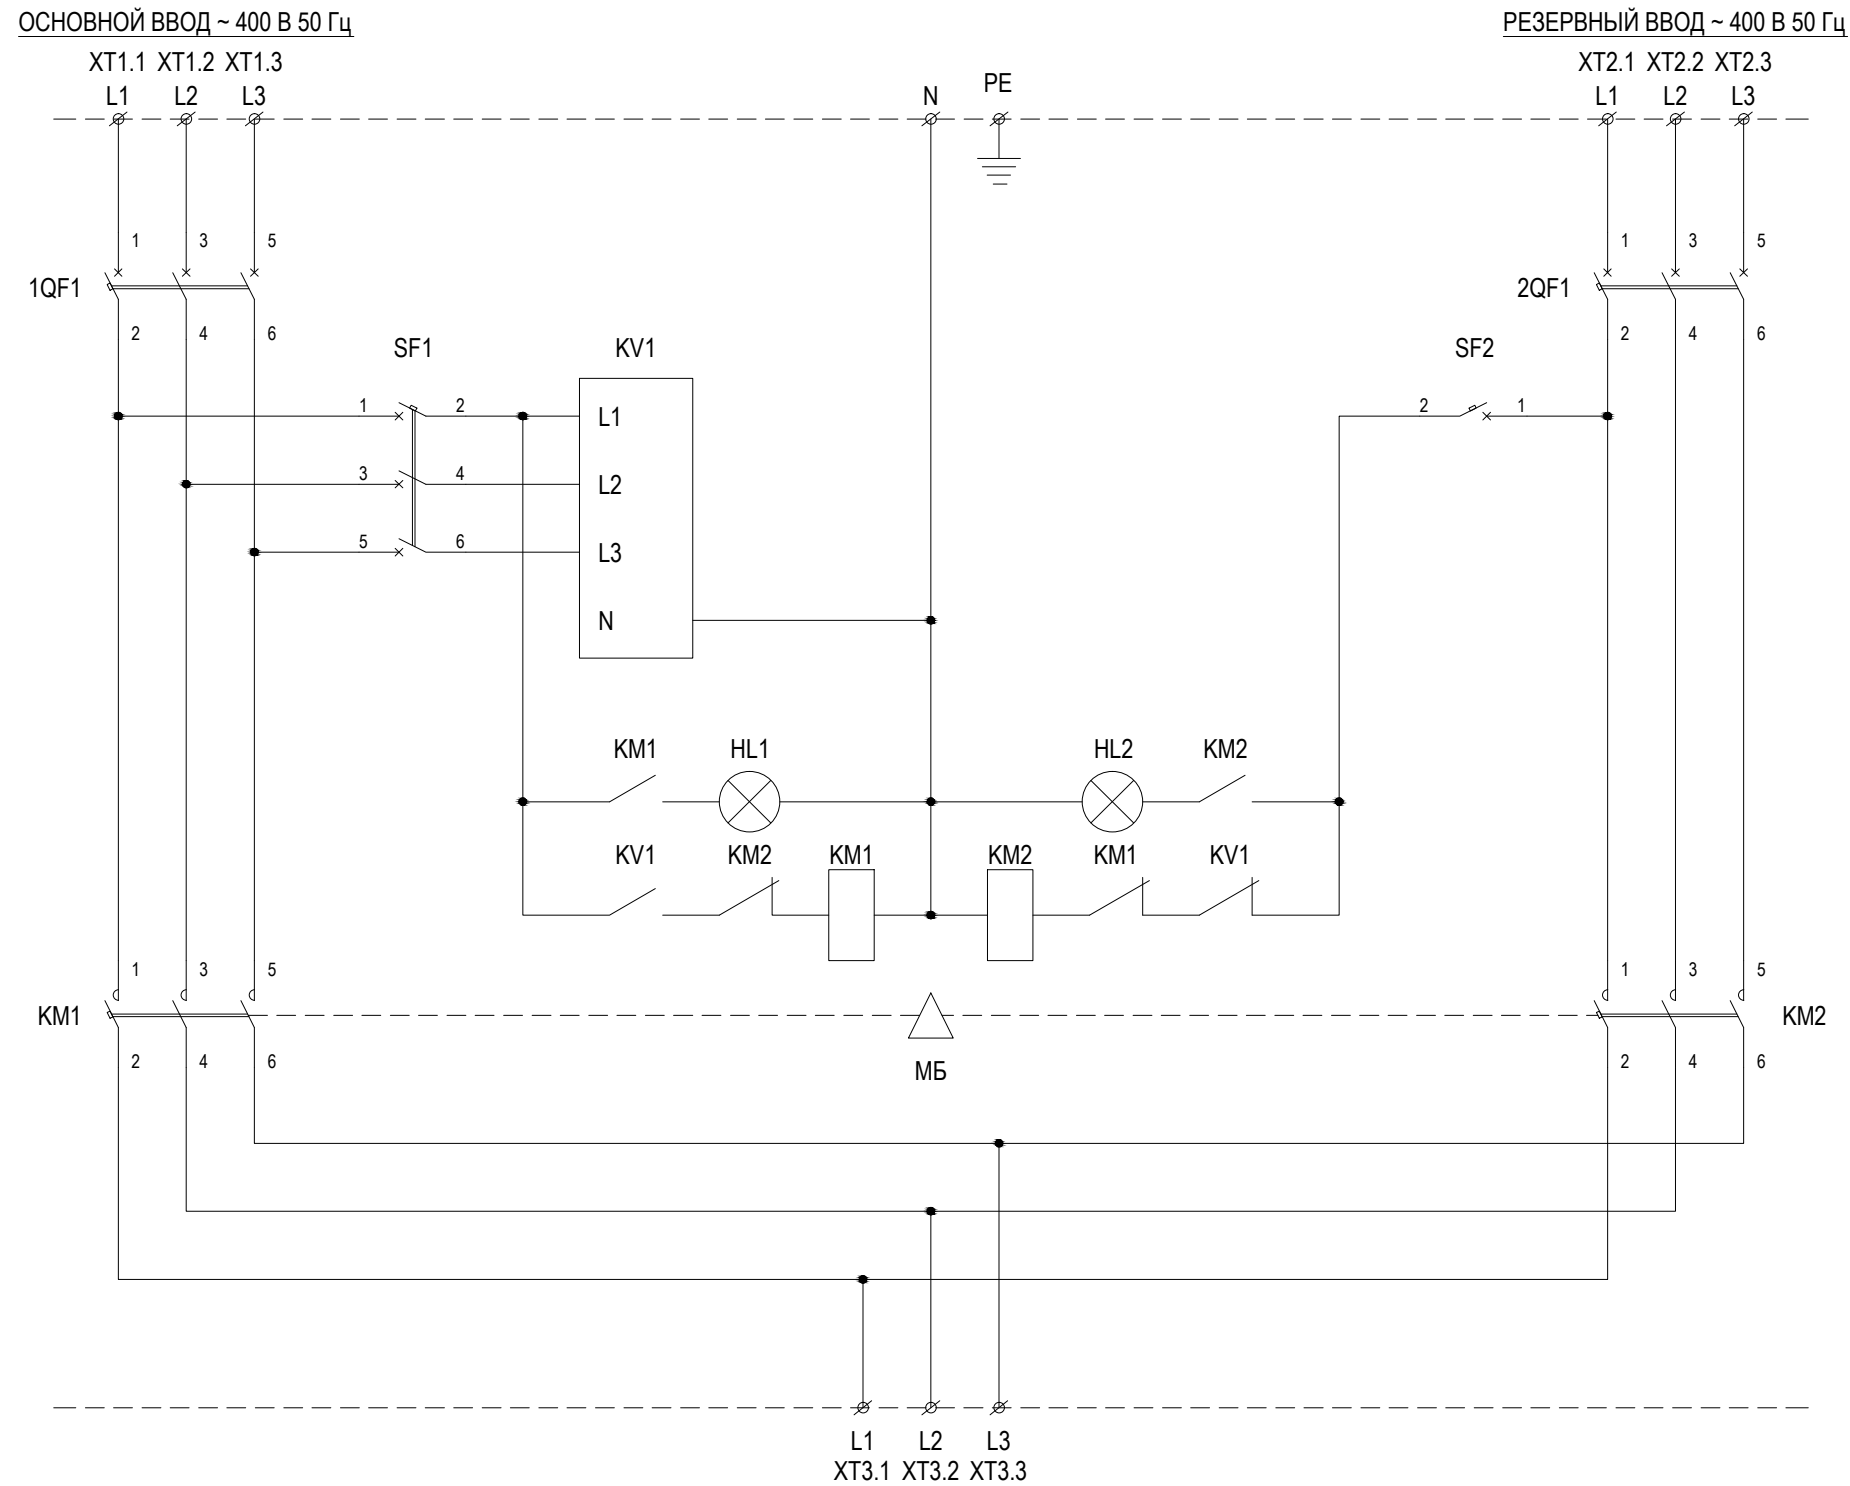 ОСНОВНОЙ ВВОД ~ 400 В 50 Гц
РЕЗЕРВНЫЙ ВВОД ~ 400 В 50 Гц
XT1.1 XT1.2 XT1.3
XT2.1 XT2.2 XT2.3
L1 L2 L3
N
PE
L1 L2 L3
1 3 5
1 3 5
1QF1
2QF1
2 4 6
2 4 6
SF1
KV1
SF2
1 2
L1
2 1
3 4
L2
5 6
L3
N
KM1 HL1
HL2 KM2
KV1 KM2 KM1
KM2 KM1 KV1
1 3 5
1 3 5
KM1
KM2
2 4 6
МБ
2 4 6
L1 L2 L3
XT3.1 XT3.2 XT3.3